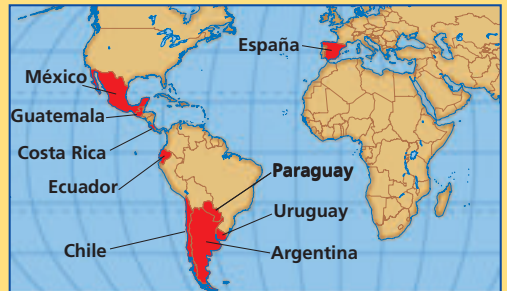 España
México
Guatemala
Costa Rica
Ecuador
Paraguay
Uruguay
Chile
Argentina